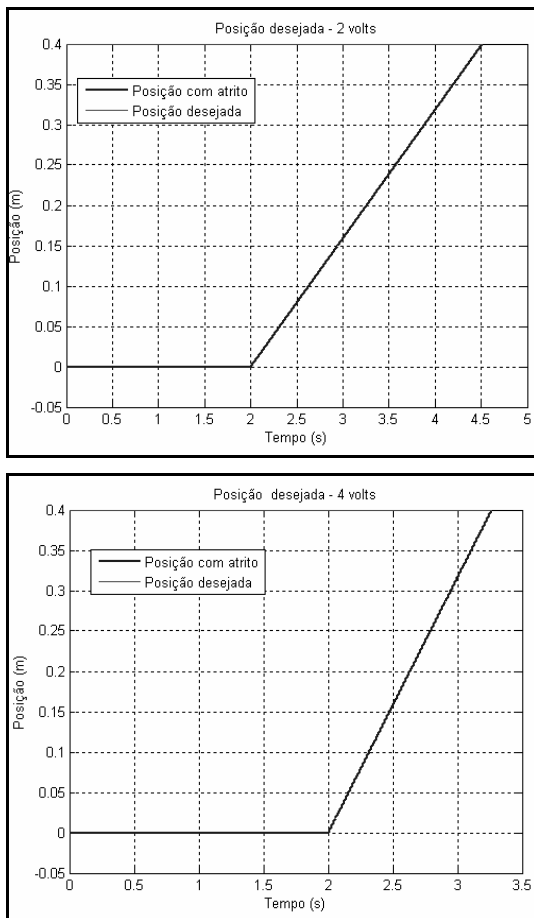 Posição desejada - 2 volts
0.4
0.35
0.3
0.25
0.2
0.15
0.1
0.05
0
-0.05
Posição com atrito
Posição desejada
Posição (m)
0 0.5 1 1.5 2 2.5 3 3.5 4 4.5 5
Tempo (s)
Posição desejada - 4 volts
0.4
0.35
0.3
0.25
0.2
0.15
0.1
0.05
0
-0.05
Posição com atrito
Posição desejada
Posição (m)
0 0.5 1 1.5 2 2.5 3 3.5
Tempo (s)